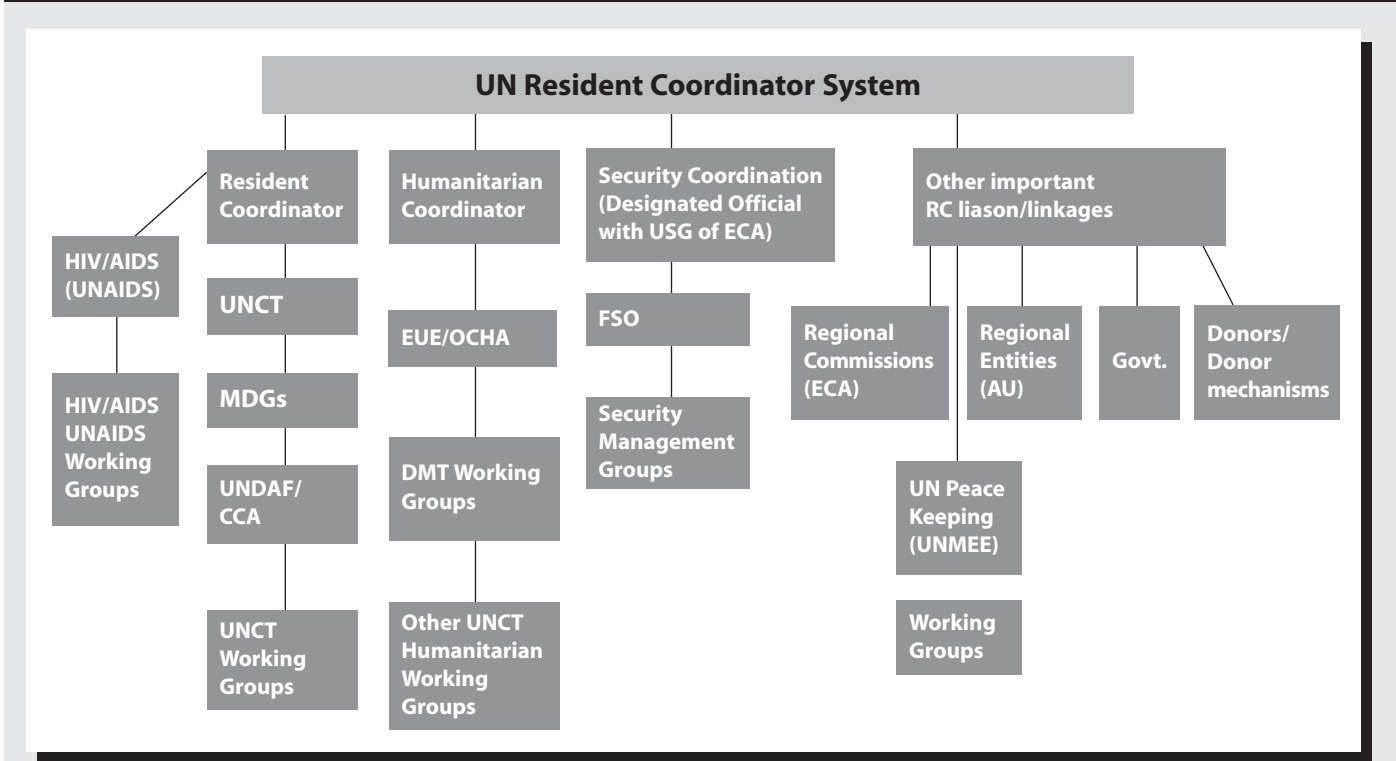 UN Resident Coordinator System
Resident
Coordinator
Humanitarian
Coordinator
Security Coordination
(Designated Official
with USG of ECA)
Other important
RC liason/linkages
HIV/AIDS
(UNAIDS)
UNCT
EUE/OCHA
FSO
Regional
Commissions
(ECA)
Regional
Entities
(AU)
Govt.
Donors/
Donor
mechanisms
HIV/AIDS
UNAIDS
Working
Groups
MDGs
DMT Working
Groups
Security
Management
Groups
UNDAF/
CCA
UN Peace
Keeping
(UNMEE)
UNCT
Working
Groups
Other UNCT
Humanitarian
Working
Groups
Working
Groups